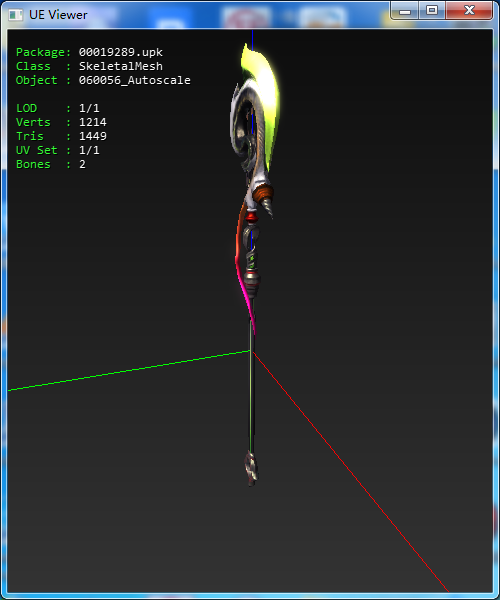 UE Viewer
Package: 00019289.upk
Class : SkeletalMesh
Object : 060056_Autoscale
LOD : 1/1
Verts : 1214
Tris : 1449
UV Set : 1/1
Bones : 2